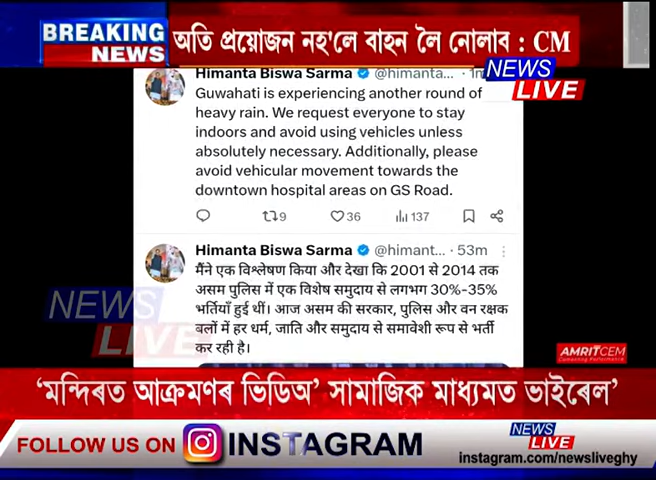 BREAKING NEWS
অতি প্ৰয়োজন নহ'লে বাহন লৈ নোলাব : CM
NEWS LIVE
Himanta Biswa Sarma @himanta... · 1m
Guwahati is experiencing another round of
heavy rain. We request everyone to stay
indoors and avoid using vehicles unless
absolutely necessary. Additionally, please
avoid vehicular movement towards the
downtown hospital areas on GS Road.
9 36 137
Himanta Biswa Sarma @himant... · 53m
मैंने एक विश्लेषण किया और देखा कि 2001 से 2014 तक
असम पुलिस में एक विशेष समुदाय से लगभग 30%-35%
भर्तियाँ हुई थीं। आज असम की सरकार, पुलिस और वन रक्षक
बलों में हर धर्म, जाति और समुदाय से समावेशी रूप से भर्ती
कर रही है।
NEWS LIVE
AMRITCEM
Cementing Performance
‘মন্দিৰত আক্ৰমণৰ ভিডিঅ’ সামাজিক মাধ্যমত ভাইৰেল’
FOLLOW US ON INSTAGRAM
NEWS LIVE
instagram.com/newsliveghy